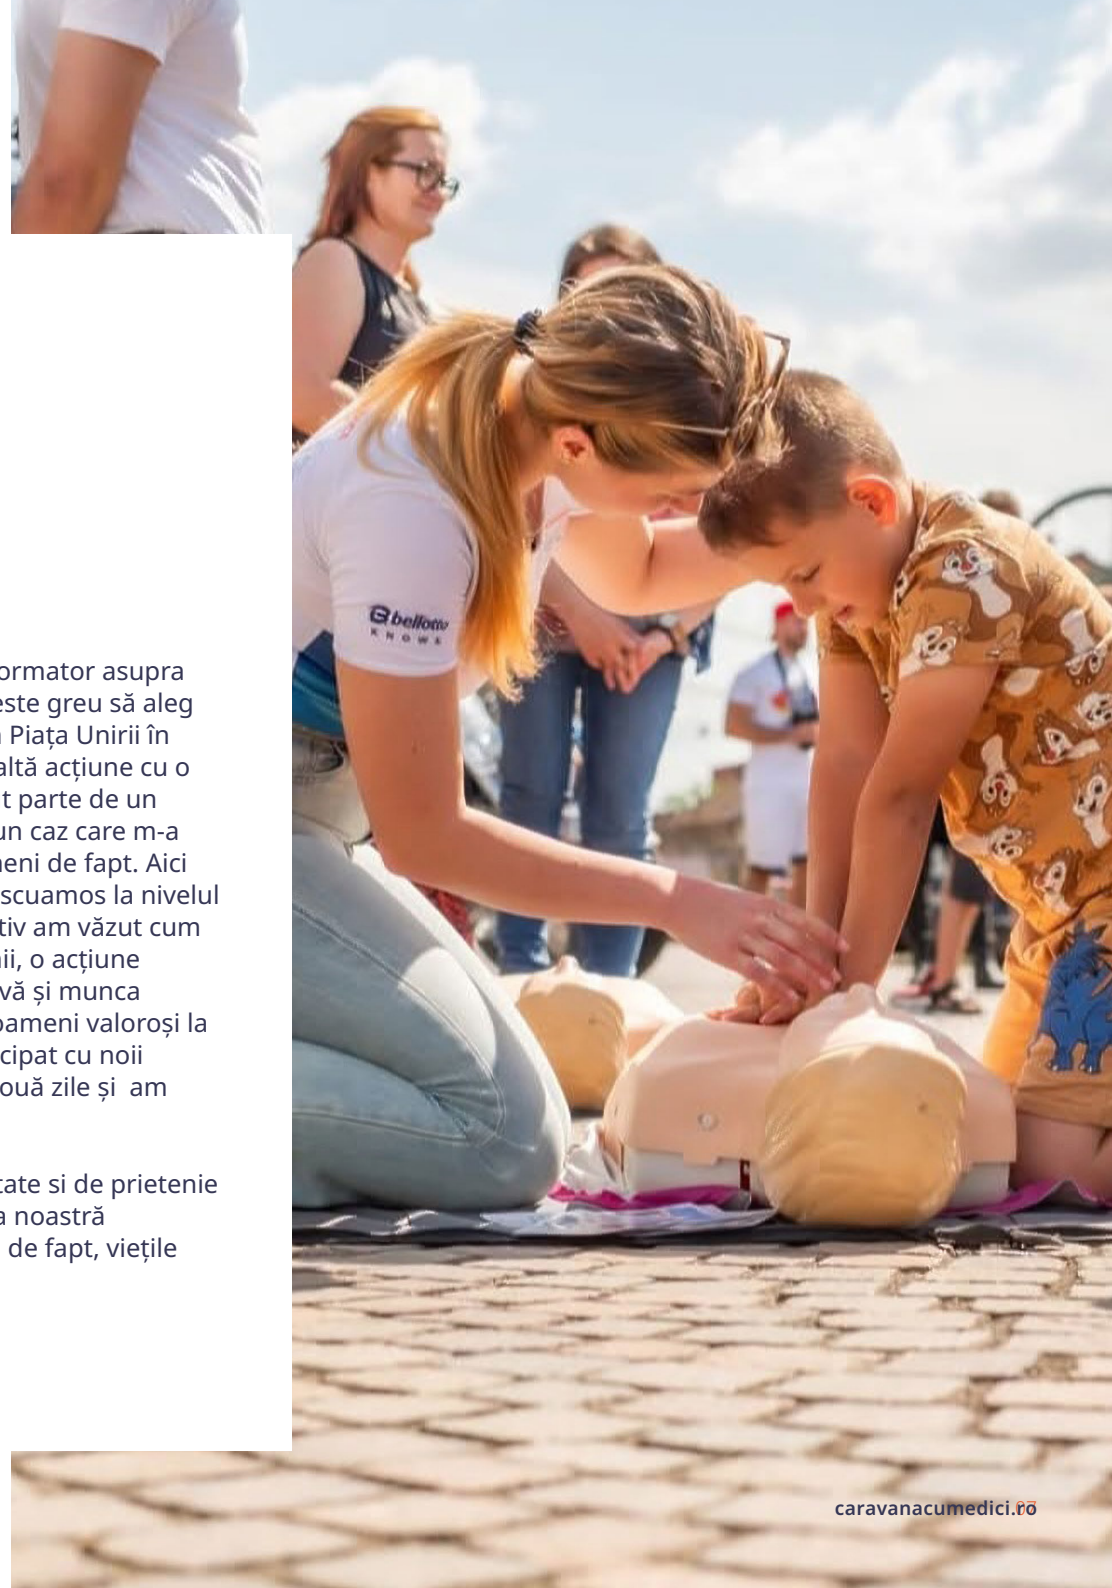 ormator asupra
este greu să aleg
Piața Unirii în
altă acțiune cu o
t parte de un
un caz care m-a
eni de fapt. Aici
scuamos la nivelul
tiv am văzut cum
ii, o acțiune
vă și munca
oameni valoroși la
cipat cu noii
ouă zile și  am
tate si de prietenie
a noastră
de fapt, viețile
bellotto
KNOWS
caravanacumedici.ro
07